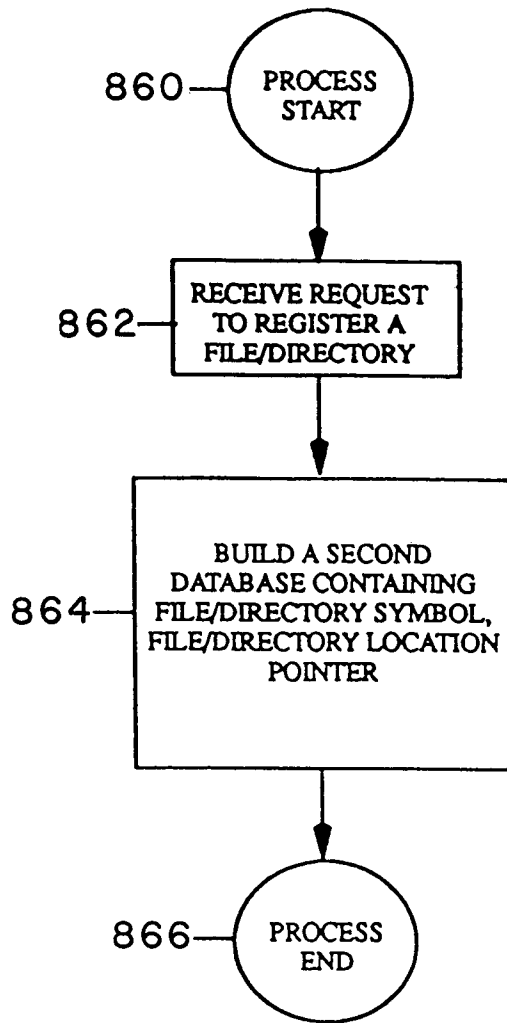 860
PROCESS
START
862
RECEIVE REQUEST
TO REGISTER A
FILE/DIRECTORY
864
BUILD A SECOND
DATABASE CONTAINING
FILE/DIRECTORY SYMBOL,
FILE/DIRECTORY LOCATION
POINTER
866
PROCESS
END